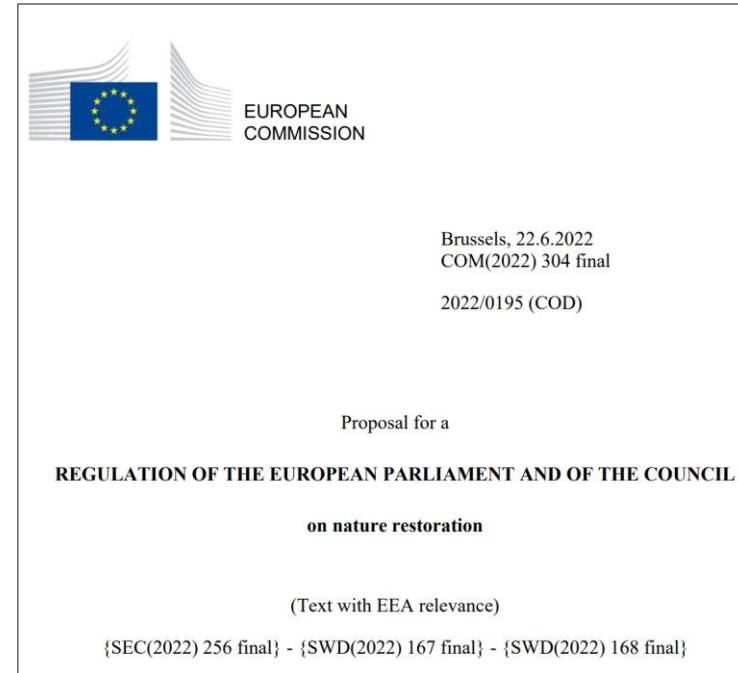 EUROPEAN
COMMISSION
Brussels, 22.6.2022
COM(2022) 304 final
2022/0195 (COD)
Proposal for a
REGULATION OF THE EUROPEAN PARLIAMENT AND OF THE COUNCIL
on nature restoration
(Text with EEA relevance)
{SEC(2022) 256 final} - {SWD(2022) 167 final} - {SWD(2022) 168 final}